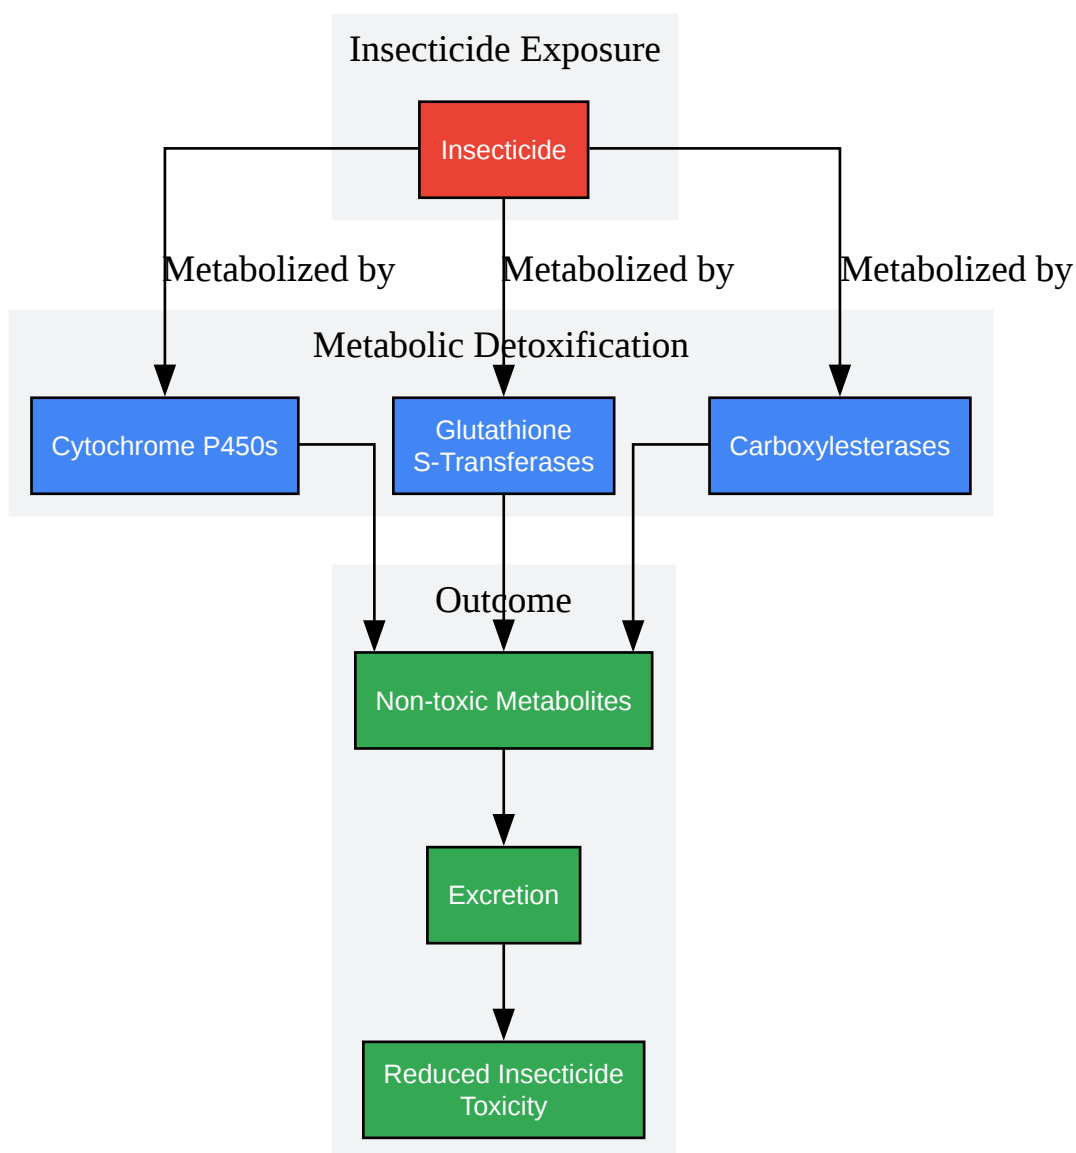 Insecticide Exposure
Insecticide
Metabolized by
Metabolized by
Metabolized by
Metabolic Detoxification
Cytochrome P450s
Glutathione
S-Transferases
Carboxylesterases
Outcome
Non-toxic Metabolites
Excretion
Reduced Insecticide
Toxicity